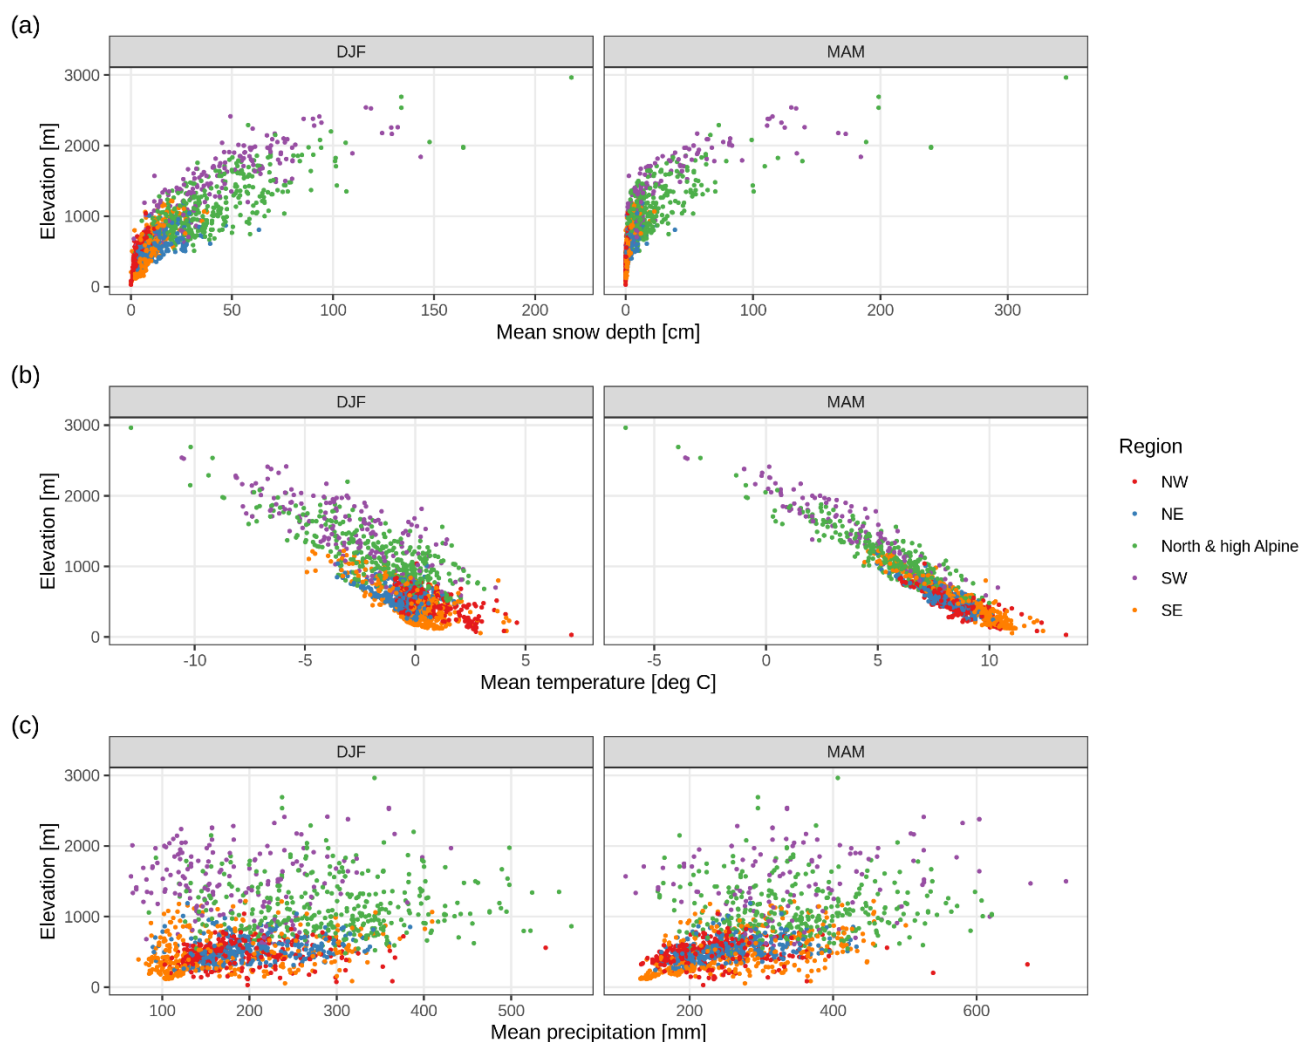 (a)
DJF
MAM
Elevation [m]
3000
2000
1000
0
0 50 100 150 200
0 100 200 300
Mean snow depth [cm]
(b)
DJF
MAM
Elevation [m]
3000
2000
1000
0
-10 -5 0 5
-5 0 5 10
Mean temperature [deg C]
Region
NW
NE
North & high Alpine
SW
SE
(c)
DJF
MAM
Elevation [m]
3000
2000
1000
0
100 200 300 400 500
200 400 600
Mean precipitation [mm]